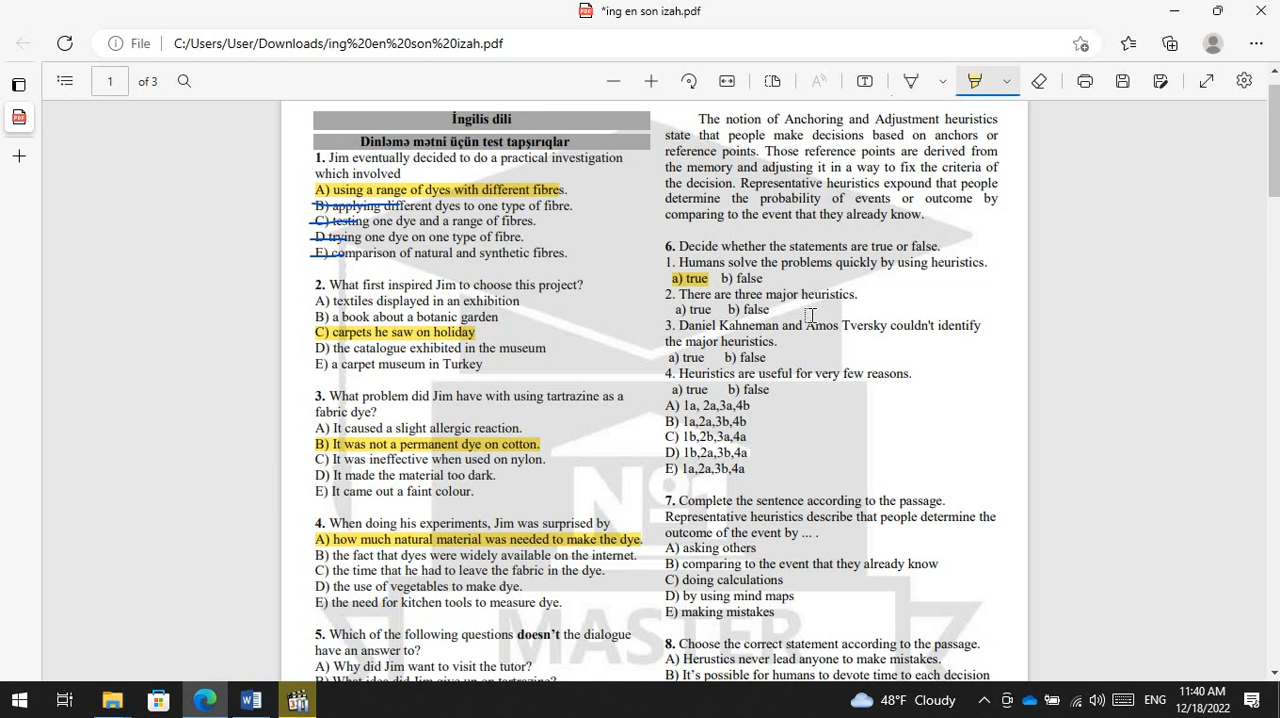 *ing en son izah.pdf
File
C:/Users/User/Downloads/ing%20en%20son%20izah.pdf
1
of 3
İngilis dili
Dinləmə mətni üçün test tapşırıqlar
1. Jim eventually decided to do a practical investigation
which involved
A) using a range of dyes with different fibres.
B) applying different dyes to one type of fibre.
C) testing one dye and a range of fibres.
D trying one dye on one type of fibre.
E) comparison of natural and synthetic fibres.
2. What first inspired Jim to choose this project?
A) textiles displayed in an exhibition
B) a book about a botanic garden
C) carpets he saw on holiday
D) the catalogue exhibited in the museum
E) a carpet museum in Turkey
3. What problem did Jim have with using tartrazine as a
fabric dye?
A) It caused a slight allergic reaction.
B) It was not a permanent dye on cotton.
C) It was ineffective when used on nylon.
D) It made the material too dark.
E) It came out a faint colour.
4. When doing his experiments, Jim was surprised by
A) how much natural material was needed to make the dye.
B) the fact that dyes were widely available on the internet.
C) the time that he had to leave the fabric in the dye.
D) the use of vegetables to make dye.
E) the need for kitchen tools to measure dye.
5. Which of the following questions doesn't the dialogue
have an answer to?
A) Why did Jim want to visit the tutor?
B) What idea did Jim give up on tartrazine?
The notion of Anchoring and Adjustment heuristics
state that people make decisions based on anchors or
reference points. Those reference points are derived from
the memory and adjusting it in a way to fix the criteria of
the decision. Representative heuristics expound that people
determine the probability of events or outcome by
comparing to the event that they already know.
6. Decide whether the statements are true or false.
1. Humans solve the problems quickly by using heuristics.
a) true b) false
2. There are three major heuristics.
a) true b) false
3. Daniel Kahneman and Amos Tversky couldn't identify
the major heuristics.
a) true b) false
4. Heuristics are useful for very few reasons.
a) true b) false
A) 1a, 2a,3a,4b
B) 1a,2a,3b,4b
C) 1b,2b,3a,4a
D) 1b,2a,3b,4a
E) 1a,2a,3b,4a
7. Complete the sentence according to the passage.
Representative heuristics describe that people determine the
outcome of the event by ... .
A) asking others
B) comparing to the event that they already know
C) doing calculations
D) by using mind maps
E) making mistakes
8. Choose the correct statement according to the passage.
A) Herustics never lead anyone to make mistakes.
B) It's possible for humans to devote time to each decision
№1
MASTER
48°F Cloudy
ENG
11:40 AM
12/18/2022